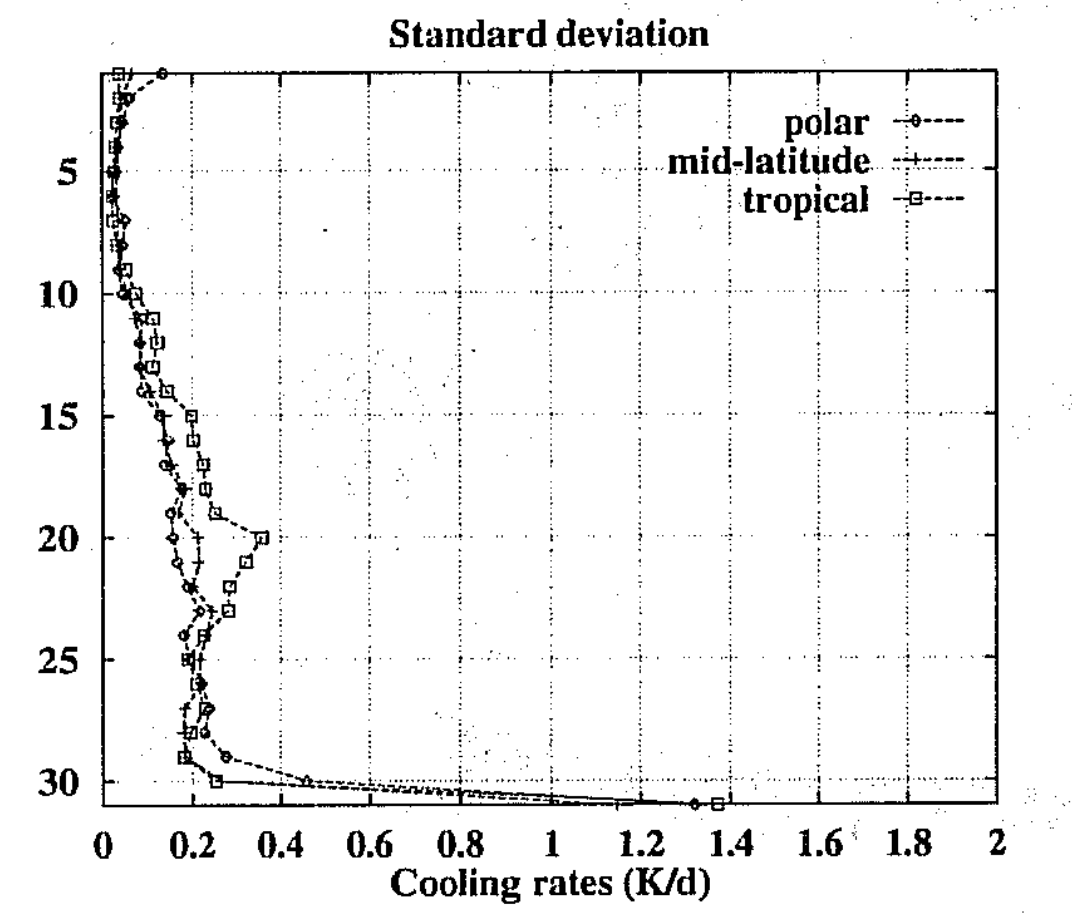 Standard deviation
polar
mid-latitude
tropical
5
10
15
20
25
30
0 0.2 0.4 0.6 0.8 1 1.2 1.4 1.6 1.8 2
Cooling rates (K/d)